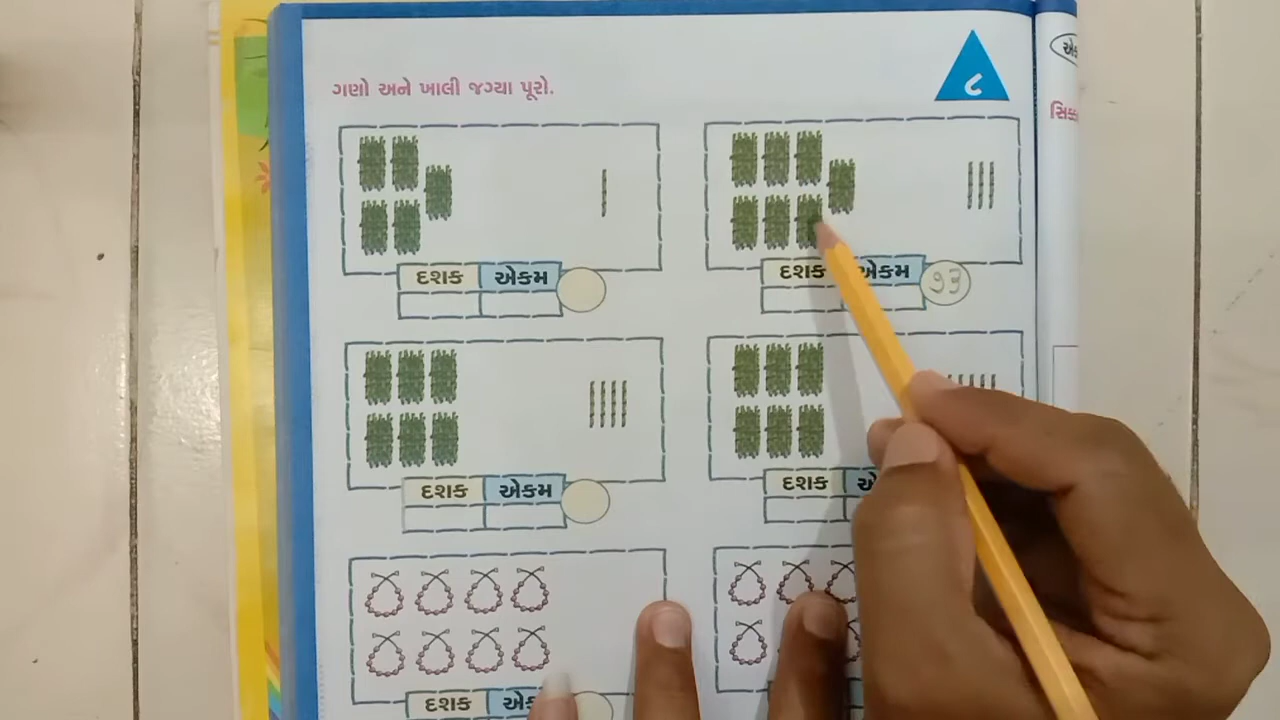 ગણો અને ખાલી જગ્યા પૂરો.
૮
દશક એકમ
દશક એકમ
૭૩
દશક એકમ
દશક
દશક
સિક્કા